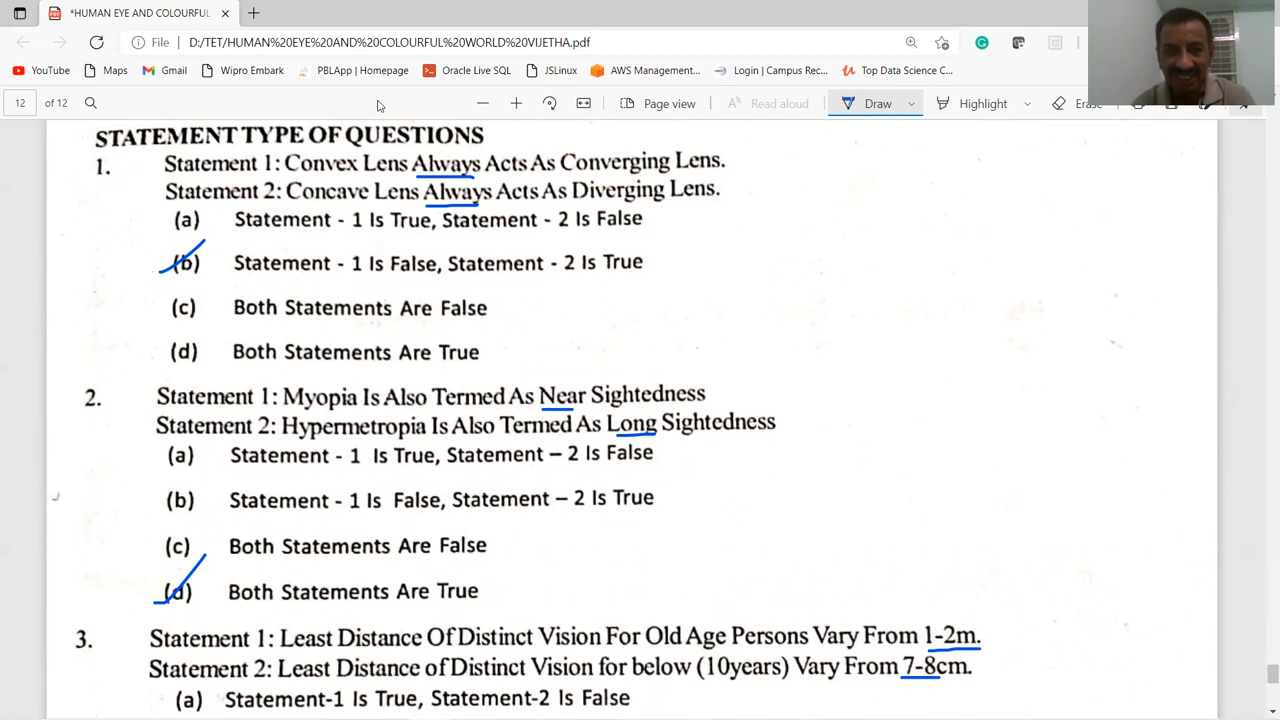 *HUMAN EYE AND COLOURFUL
File D:/TET/HUMAN%20EYE%20AND%20COLOURFUL%20WORLD%20IN/IJETHA.pdf
YouTube Maps Gmail Wipro Embark PBLApp | Homepage Oracle Live SQL JSLinux AWS Management... Login | Campus Rec... Top Data Science C...
12 of 12 Page view Read aloud Draw Highlight Erase
STATEMENT TYPE OF QUESTIONS
1. Statement 1: Convex Lens Always Acts As Converging Lens.
Statement 2: Concave Lens Always Acts As Diverging Lens.
(a) Statement - 1 Is True, Statement - 2 Is False
(b) Statement - 1 Is False, Statement - 2 Is True
(c) Both Statements Are False
(d) Both Statements Are True
2. Statement 1: Myopia Is Also Termed As Near Sightedness
Statement 2: Hypermetropia Is Also Termed As Long Sightedness
(a) Statement - 1 Is True, Statement – 2 Is False
(b) Statement - 1 Is False, Statement – 2 Is True
(c) Both Statements Are False
(d) Both Statements Are True
3. Statement 1: Least Distance Of Distinct Vision For Old Age Persons Vary From 1-2m.
Statement 2: Least Distance of Distinct Vision for below (10years) Vary From 7-8cm.
(a) Statement-1 Is True, Statement-2 Is False